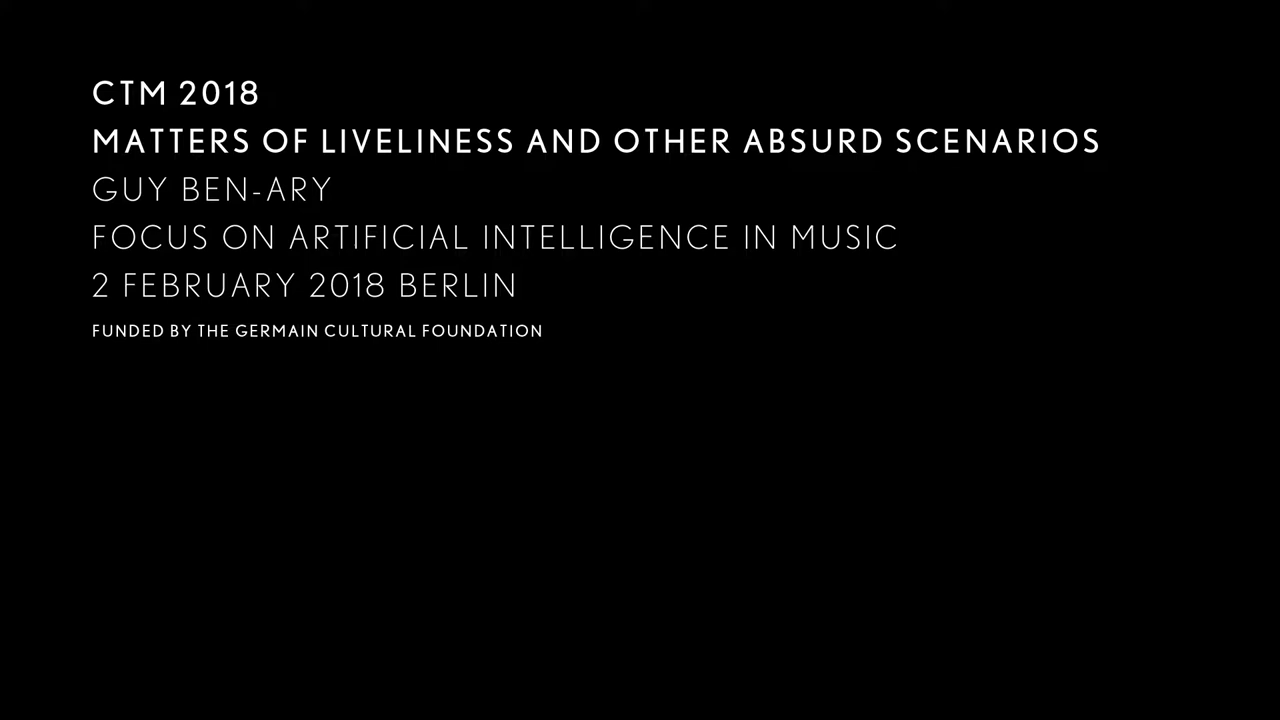 CTM 2018
MATTERS OF LIVELINESS AND OTHER ABSURD SCENARIOS
GUY BEN-ARY
FOCUS ON ARTIFICIAL INTELLIGENCE IN MUSIC
2 FEBRUARY 2018 BERLIN
FUNDED BY THE GERMAIN CULTURAL FOUNDATION